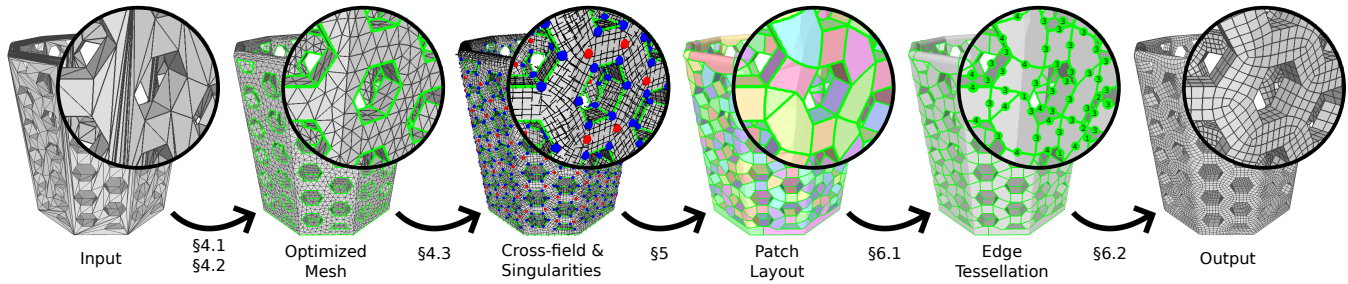 Input
§4.1
§4.2
Optimized
Mesh
§4.3
Cross-field &
Singularities
§5
Patch
Layout
§6.1
Edge
Tessellation
§6.2
Output